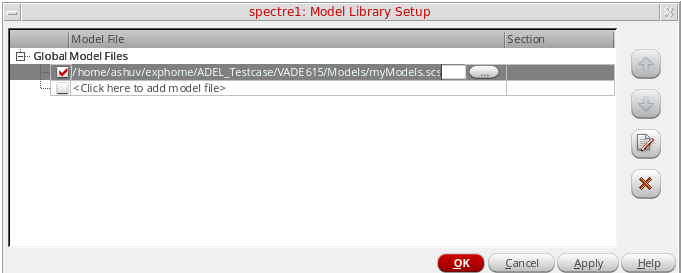 spectre1: Model Library Setup
Model File Section
Global Model Files
/home/ashuv/exphome/ADEL_Testcase/VADE615/Models/myModels.scs ...
<Click here to add model file>
OK Cancel Apply Help